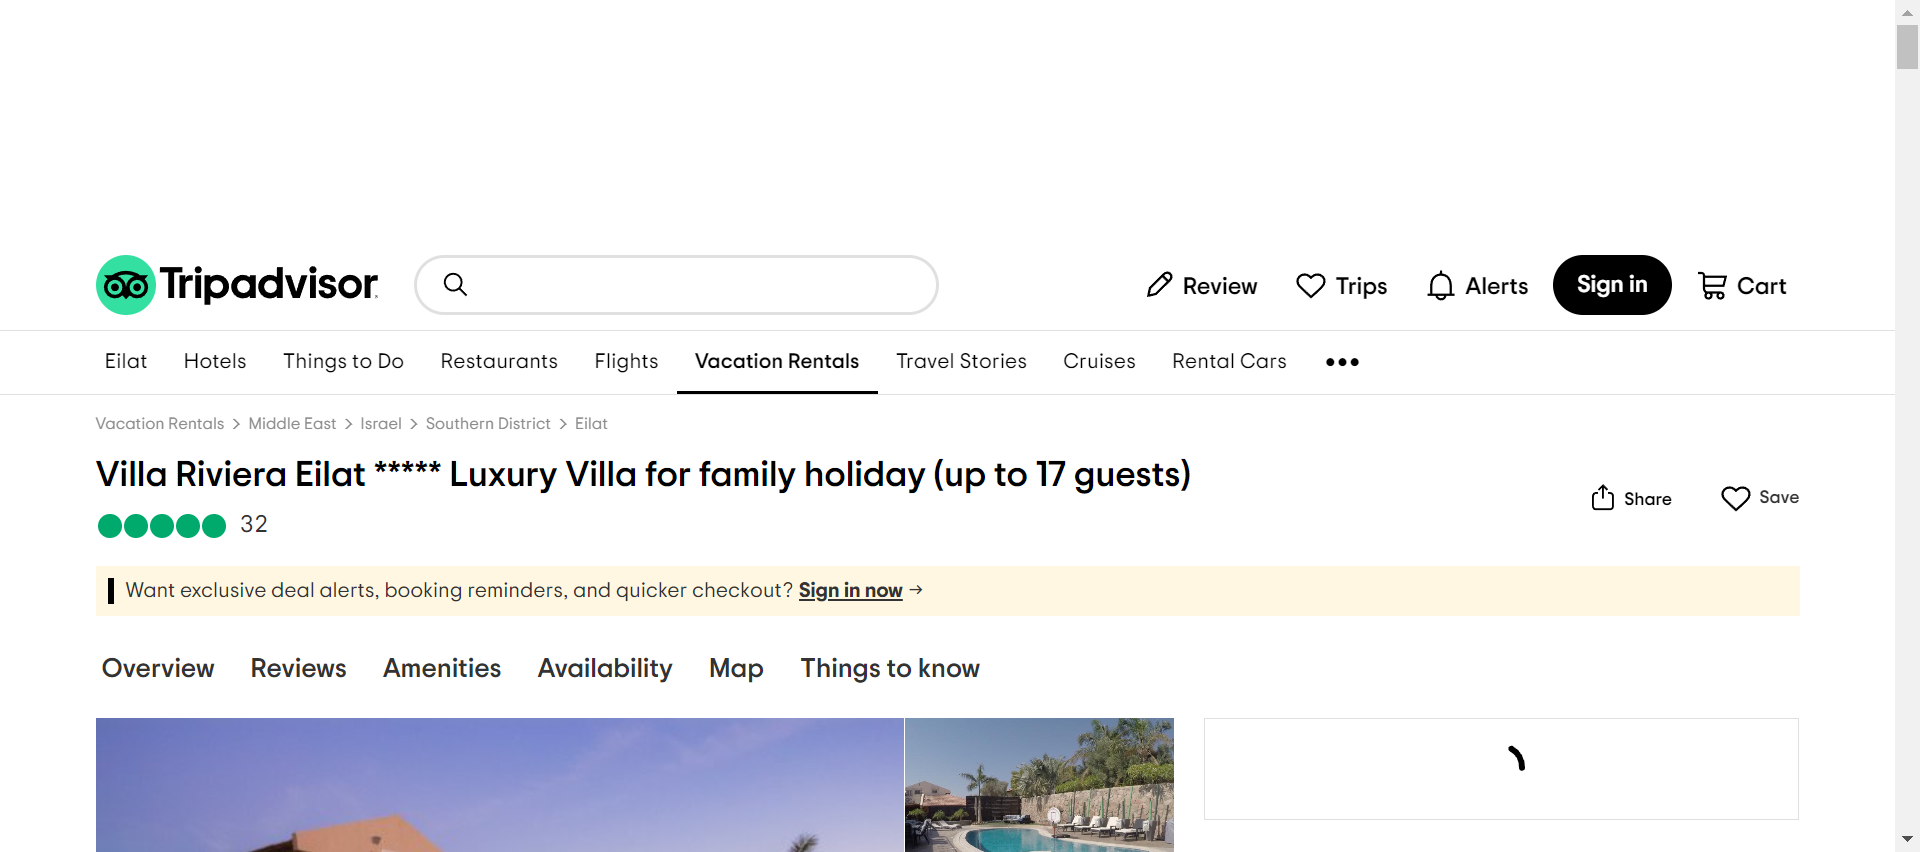 Tripadvisor
Review
Trips
Alerts
Sign in
Cart
Eilat
Hotels
Things to Do
Restaurants
Flights
Vacation Rentals
Travel Stories
Cruises
Rental Cars
Vacation Rentals > Middle East > Israel > Southern District > Eilat
Villa Riviera Eilat ***** Luxury Villa for family holiday (up to 17 guests)
32
Share
Save
Want exclusive deal alerts, booking reminders, and quicker checkout? Sign in now →
Overview
Reviews
Amenities
Availability
Map
Things to know